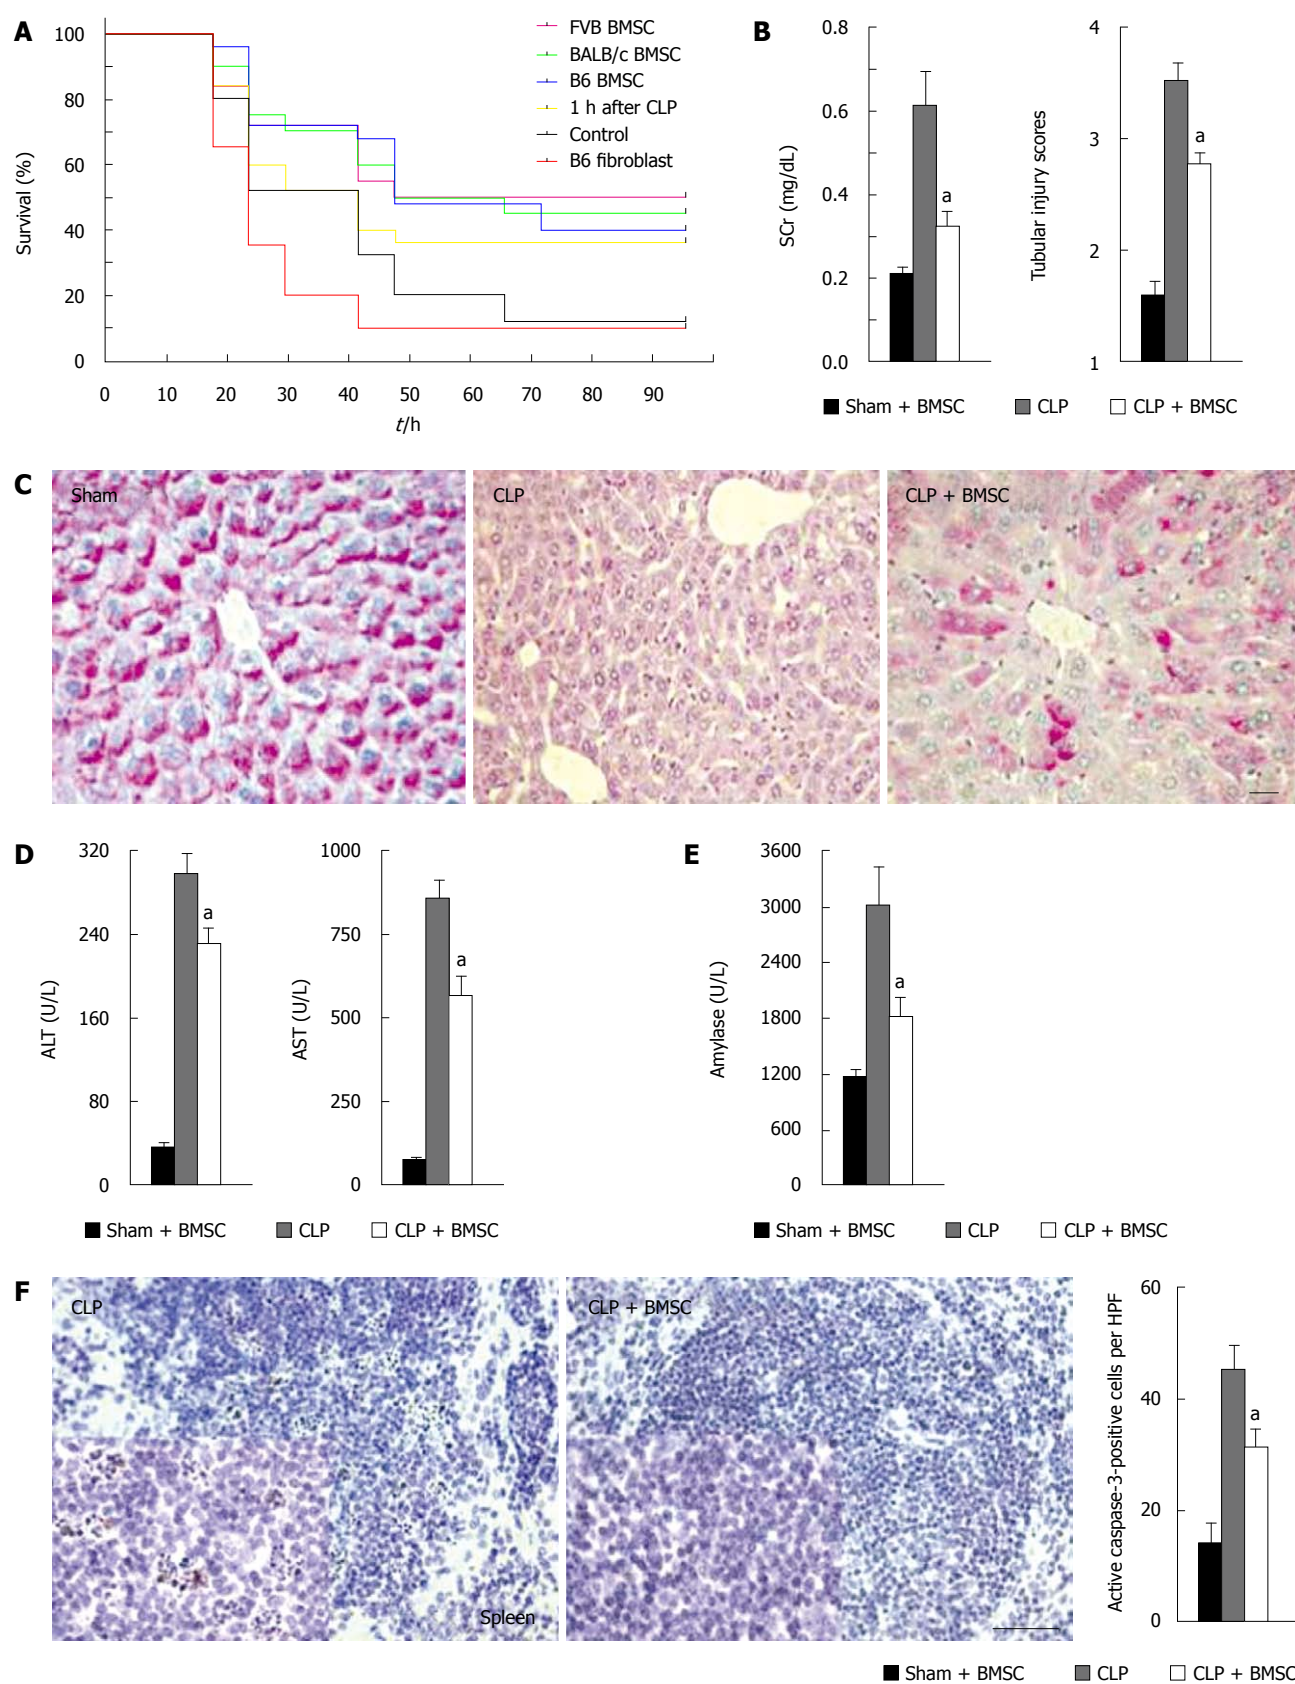 A
Survival (%)
100
80
60
40
20
0
0 10 20 30 40 50 60 70 80 90
t/h
FVB BMSC
BALB/c BMSC
B6 BMSC
1 h after CLP
Control
B6 fibroblast
B
SCr (mg/dL)
0.8
0.6
0.4
0.2
0.0
a
Tubular injury scores
4
3
2
1
a
Sham + BMSC CLP CLP + BMSC
C
Sham
CLP
CLP + BMSC
D
ALT (U/L)
320
240
160
80
0
a
AST (U/L)
1000
750
500
250
0
a
Sham + BMSC CLP CLP + BMSC
E
Amylase (U/L)
3600
3000
2400
1800
1200
600
0
a
Sham + BMSC CLP CLP + BMSC
F
CLP
Spleen
CLP + BMSC
Active caspase-3-positive cells per HPF
60
40
20
0
a
Sham + BMSC CLP CLP + BMSC